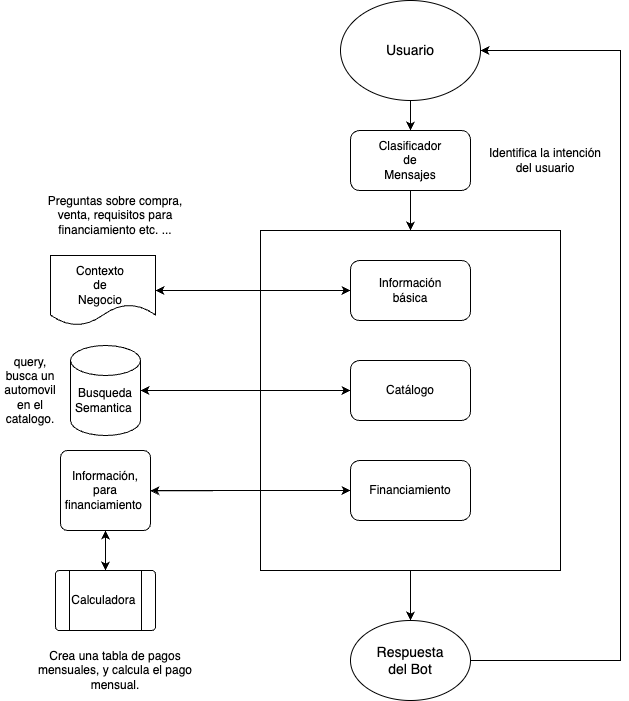 Usuario
Clasificador
de
Mensajes
Identifica la intención
del usuario
Preguntas sobre compra,
venta, requisitos para
financiamiento etc. ...
Contexto
de
Negocio
Información
básica
query,
busca un
automovil
en el
catalogo.
Busqueda
Semantica
Catálogo
Información,
para
financiamiento
Financiamiento
Calculadora
Crea una tabla de pagos
mensuales, y calcula el pago
mensual.
Respuesta
del Bot